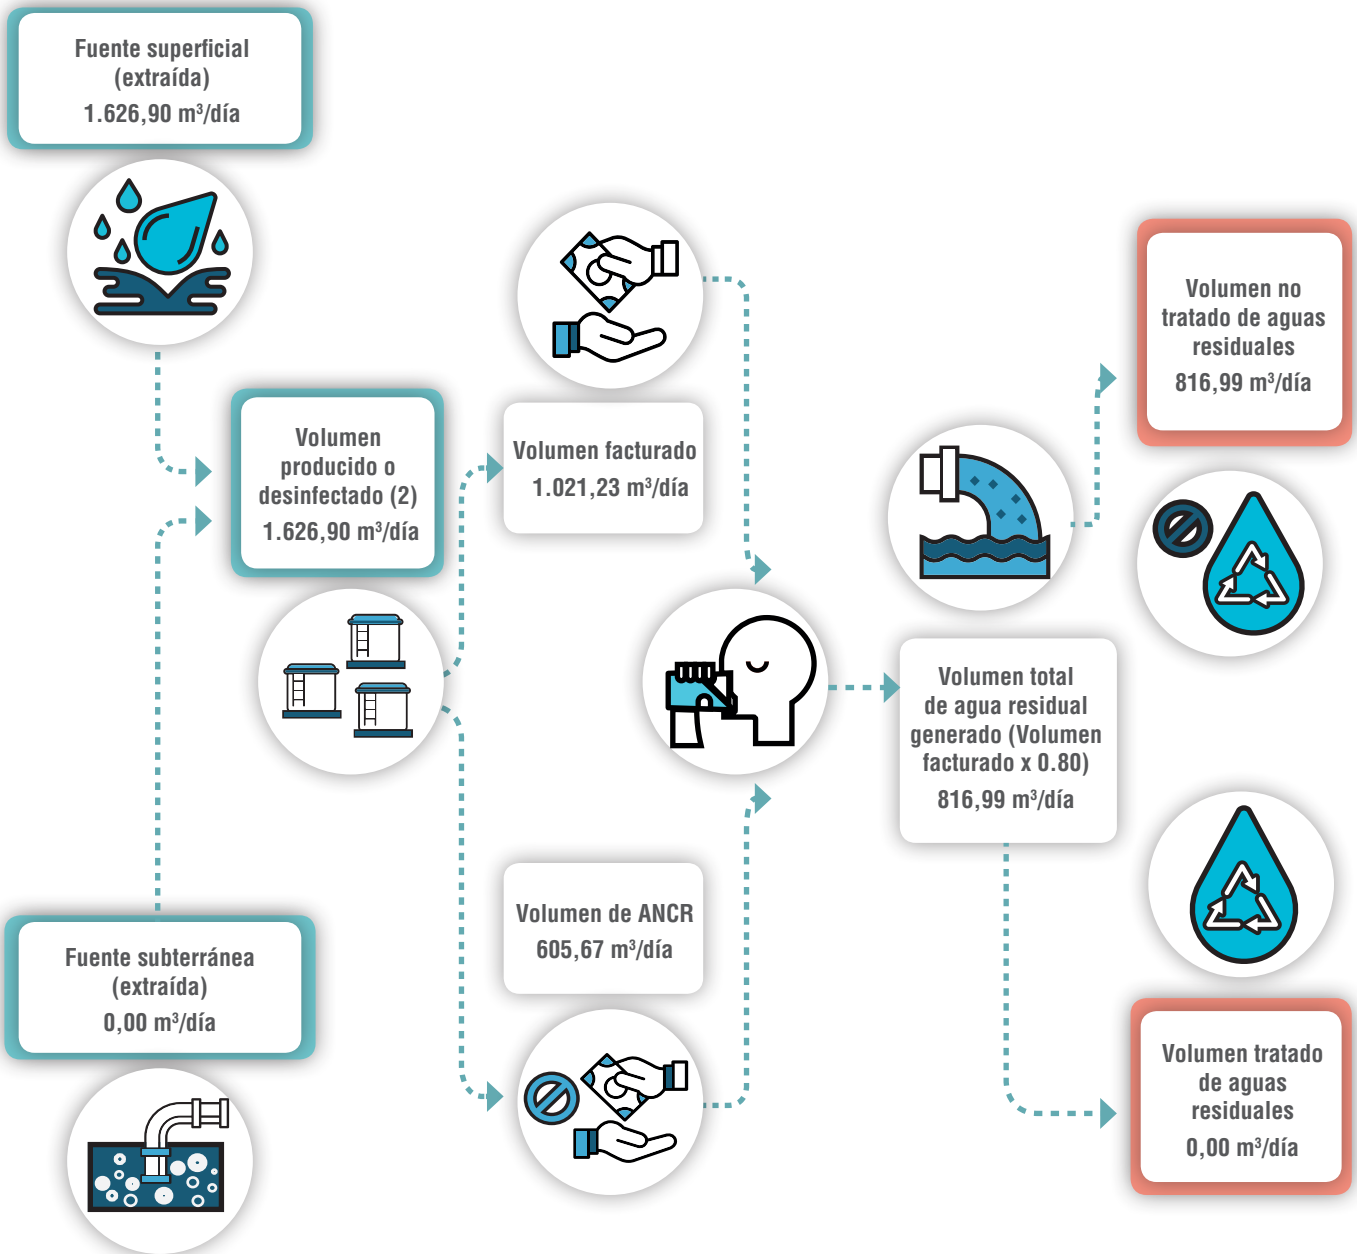 Fuente superficial
(extraída)
1.626,90 m³/día
Volumen
producido o
desinfectado (2)
1.626,90 m³/día
Fuente subterránea
(extraída)
0,00 m³/día
Volumen facturado
1.021,23 m³/día
Volumen de ANCR
605,67 m³/día
Volumen total
de agua residual
generado (Volumen
facturado x 0.80)
816,99 m³/día
Volumen no
tratado de aguas
residuales
816,99 m³/día
Volumen tratado
de aguas
residuales
0,00 m³/día